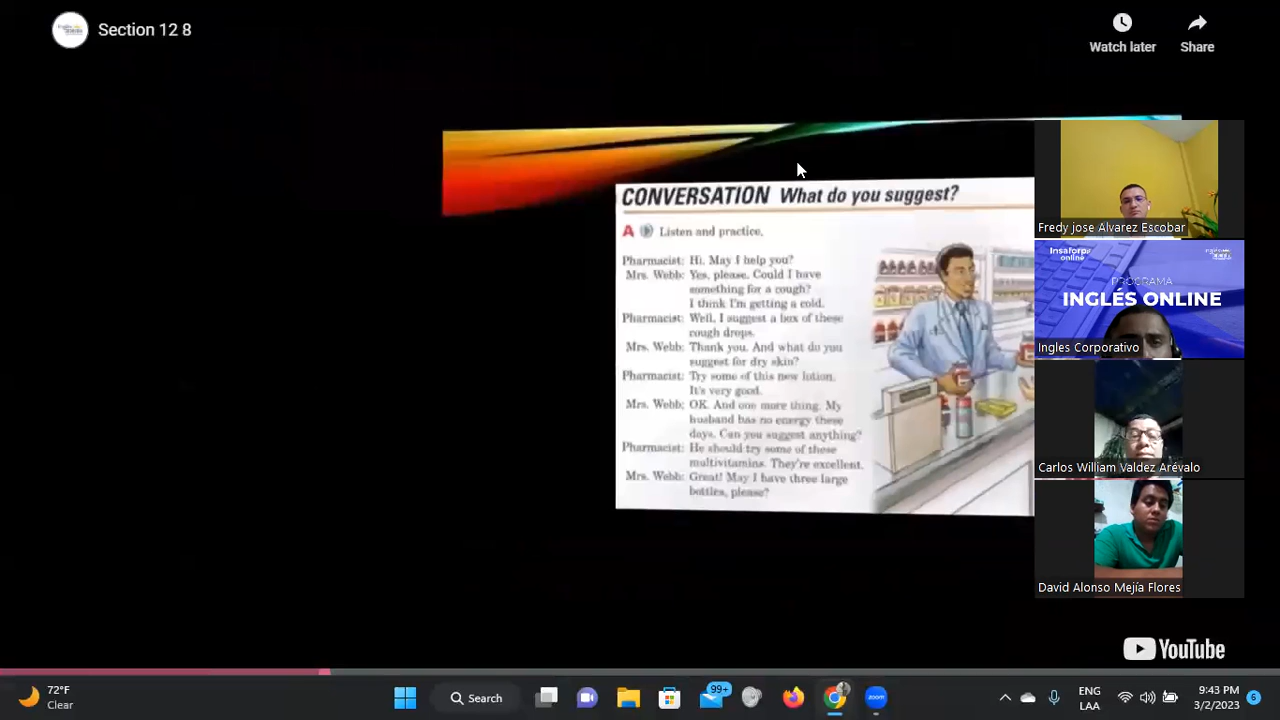 Section 12 8
Watch later
Share
CONVERSATION What do you suggest?
A Listen and practice.
Pharmacist: Hi. May I help you?
Mrs. Webb: Yes, please. Could I have
something for a cough?
I think I'm getting a cold.
Pharmacist: Well, I suggest a box of these
cough drops.
Mrs. Webb: Thank you. And what do you
suggest for dry skin?
Pharmacist: Try some of this new lotion.
It's very good.
Mrs. Webb: OK. And one more thing. My
husband has no energy these
days. Can you suggest anything?
Pharmacist: He should try some of these
multivitamins. They're excellent.
Mrs. Webb: Great! May I have three large
bottles, please?
Fredy jose Alvarez Escobar
Insaforp
online
PROGRAMA
INGLÉS ONLINE
Ingles Corporativo
Carlos William Valdez Arévalo
David Alonso Mejía Flores
YouTube
72°F
Clear
Search
99+
zoom
ENG
LAA
9:43 PM
3/2/2023
6